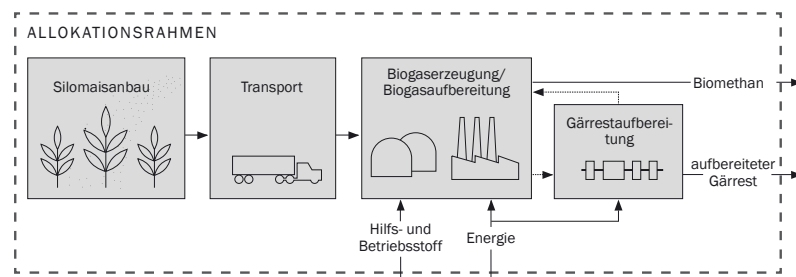 ALLOKATIONSRAHMEN
Silomaisanbau
Transport
Biogaserzeugung/
Biogasaufbereitung
Biomethan
Gärrestaufberei-
tung
aufbereiteter
Gärrest
Hilfs- und
Betriebsstoff
Energie